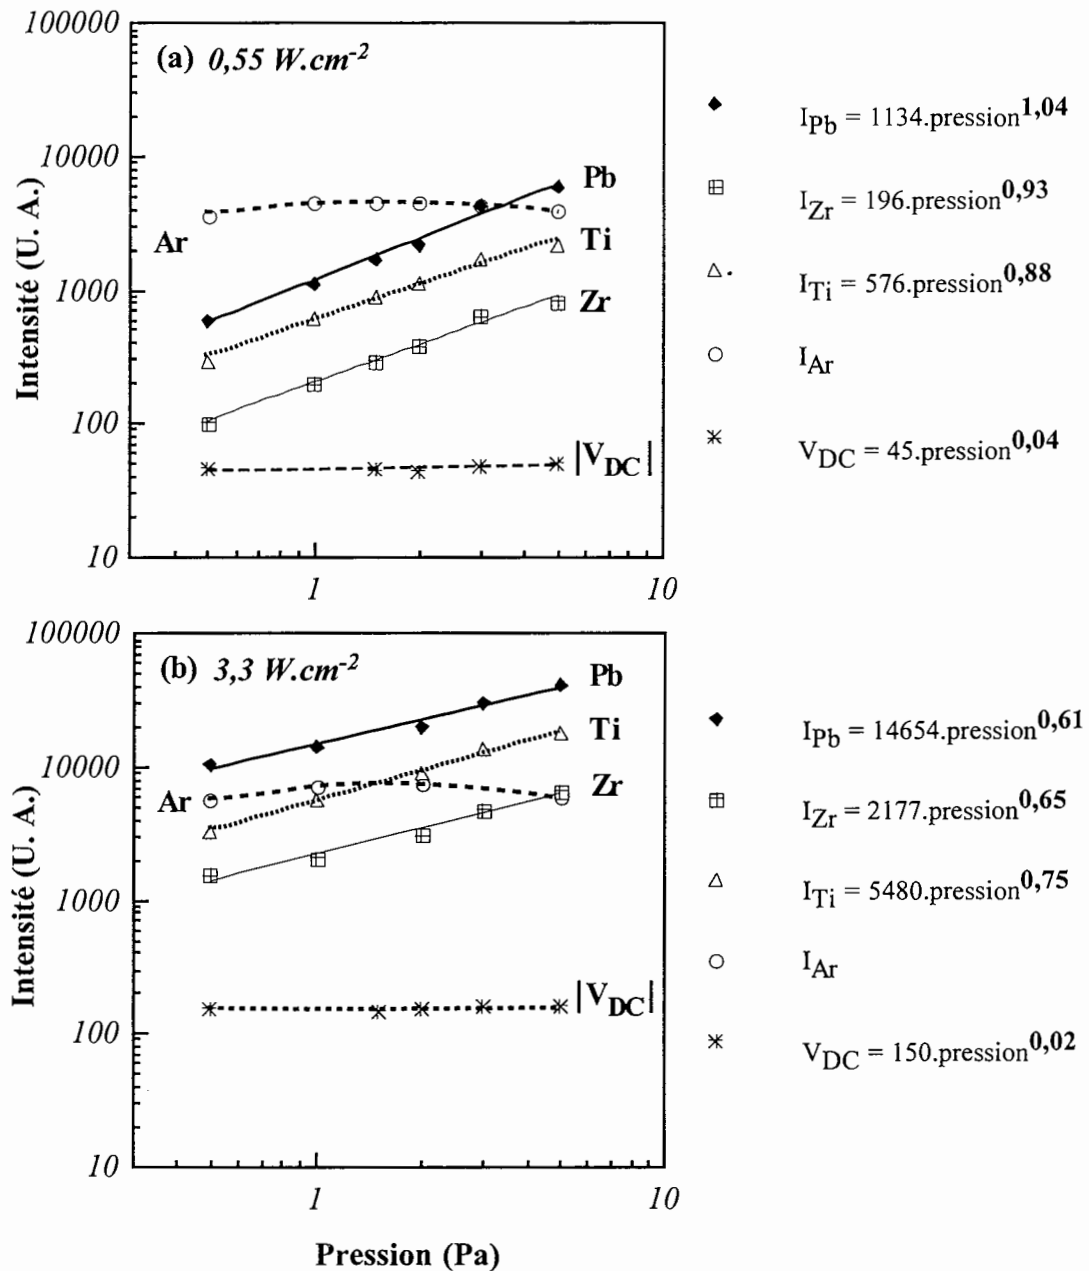 100000
(a) 0,55 W.cm-2
10000
1000
100
10
Intensité (U. A.)
Ar
Pb
Ti
Zr
|VDC|
1
10
IPb = 1134.pression1,04
IZr = 196.pression0,93
ITi = 576.pression0,88
IAr
VDC = 45.pression0,04
100000
(b) 3,3 W.cm-2
10000
1000
100
10
Intensité (U. A.)
Ar
Pb
Ti
Zr
|VDC|
1
10
Pression (Pa)
IPb = 14654.pression0,61
IZr = 2177.pression0,65
ITi = 5480.pression0,75
IAr
VDC = 150.pression0,02